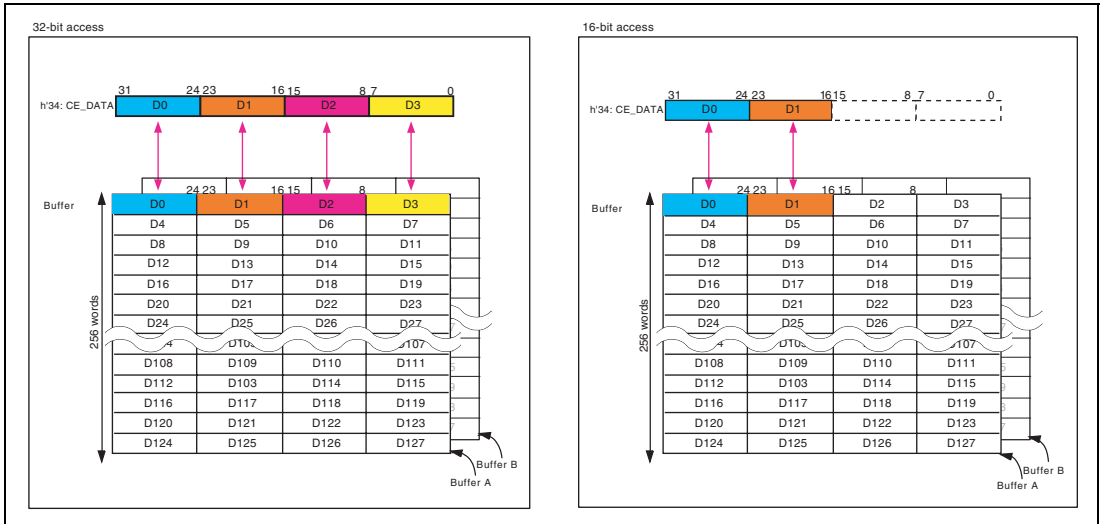 32-bit access
31 24 23 16 15 8 7 0
h'34: CE_DATA D0 D1 D2 D3
24 23 16 15 8
Buffer D0 D1 D2 D3
D4 D5 D6 D7
D8 D9 D10 D11
D12 D13 D14 D15
D16 D17 D18 D19
D20 D21 D22 D23
256 words
D24 D25 D26 D27
D108 D109 D110 D111
D112 D103 D114 D115
D116 D117 D118 D119
D120 D121 D122 D123
D124 D125 D126 D127
Buffer B
Buffer A
16-bit access
31 24 23 16 15 8 7 0
h'34: CE_DATA D0 D1
24 23 16 15 8
Buffer D0 D1 D2 D3
D4 D5 D6 D7
D8 D9 D10 D11
D12 D13 D14 D15
D16 D17 D18 D19
D20 D21 D22 D23
256 words
D24 D25 D26 D27
D108 D109 D110 D111
D112 D103 D114 D115
D116 D117 D118 D119
D120 D121 D122 D123
D124 D125 D126 D127
Buffer B
Buffer A